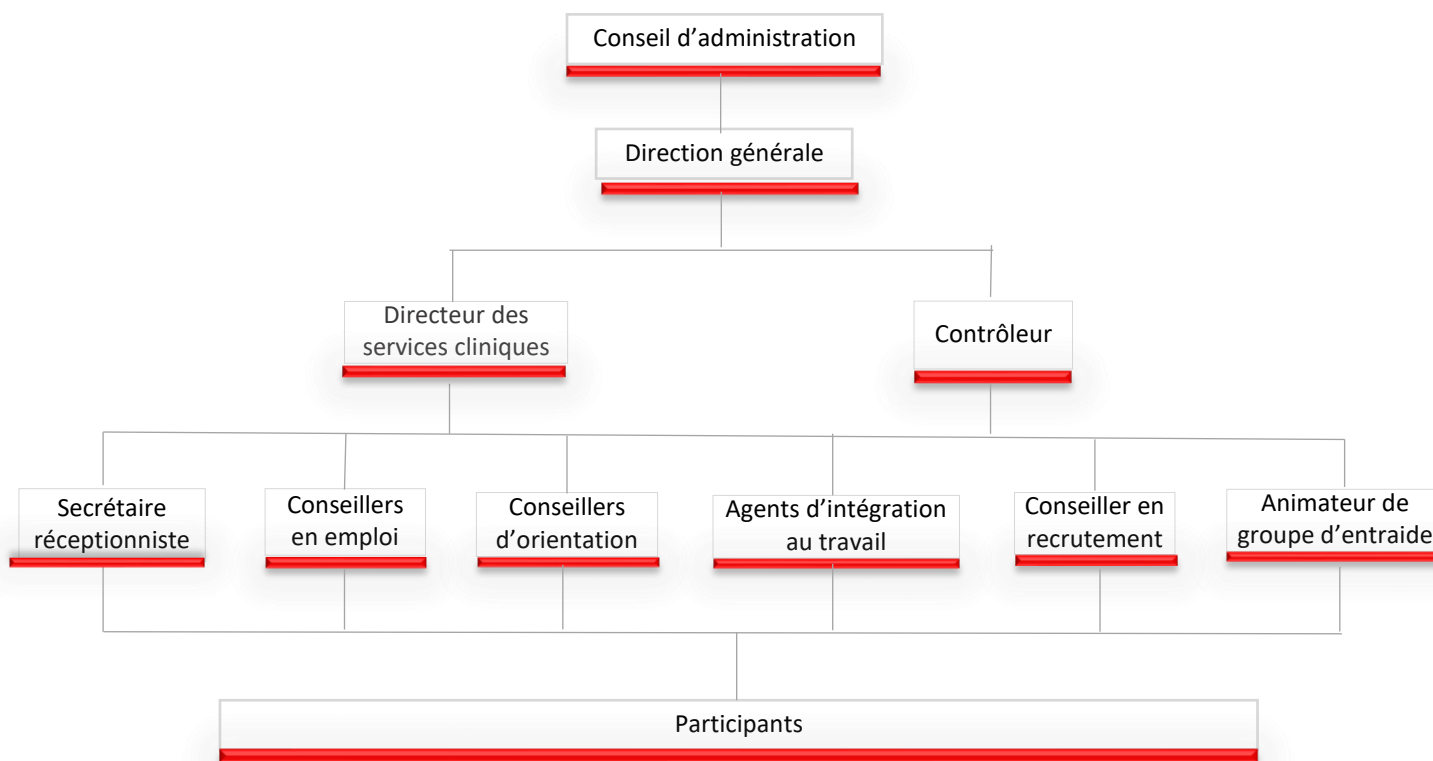 Conseil d’administration
Direction générale
Directeur des
services cliniques
Contrôleur
Secrétaire
réceptionniste
Conseillers
en emploi
Conseillers
d’orientation
Agents d’intégration
au travail
Conseiller en
recrutement
Animateur de
groupe d’entraide
Participants